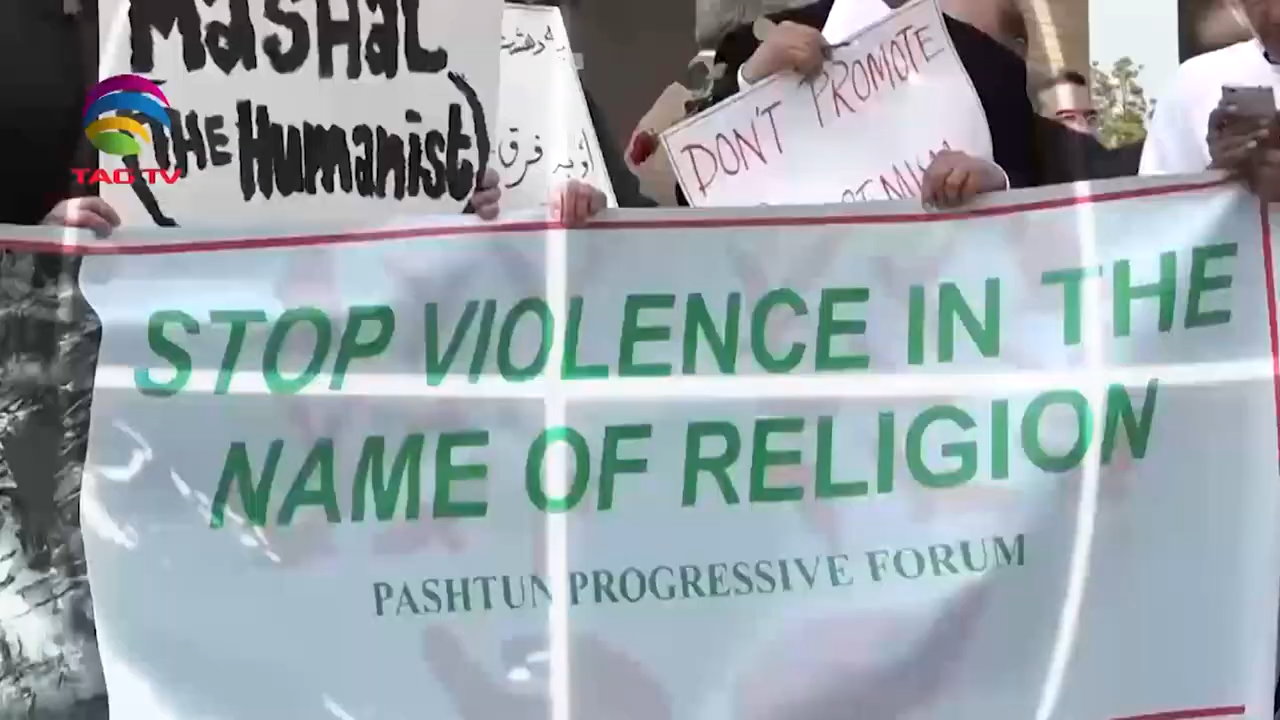 MaSHaL
(THE Humanist)
TAG TV
DON'T PROMOTE
STOP VIOLENCE IN THE
NAME OF RELIGION
PASHTUN PROGRESSIVE FORUM